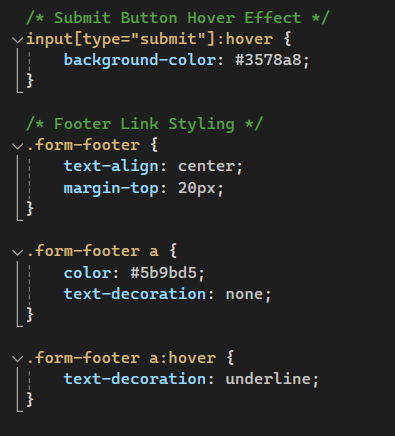 /* Submit Button Hover Effect */
input[type="submit"]:hover {
    background-color: #3578a8;
}

/* Footer Link Styling */
.form-footer {
    text-align: center;
    margin-top: 20px;
}

.form-footer a {
    color: #5b9bd5;
    text-decoration: none;
}

.form-footer a:hover {
    text-decoration: underline;
}